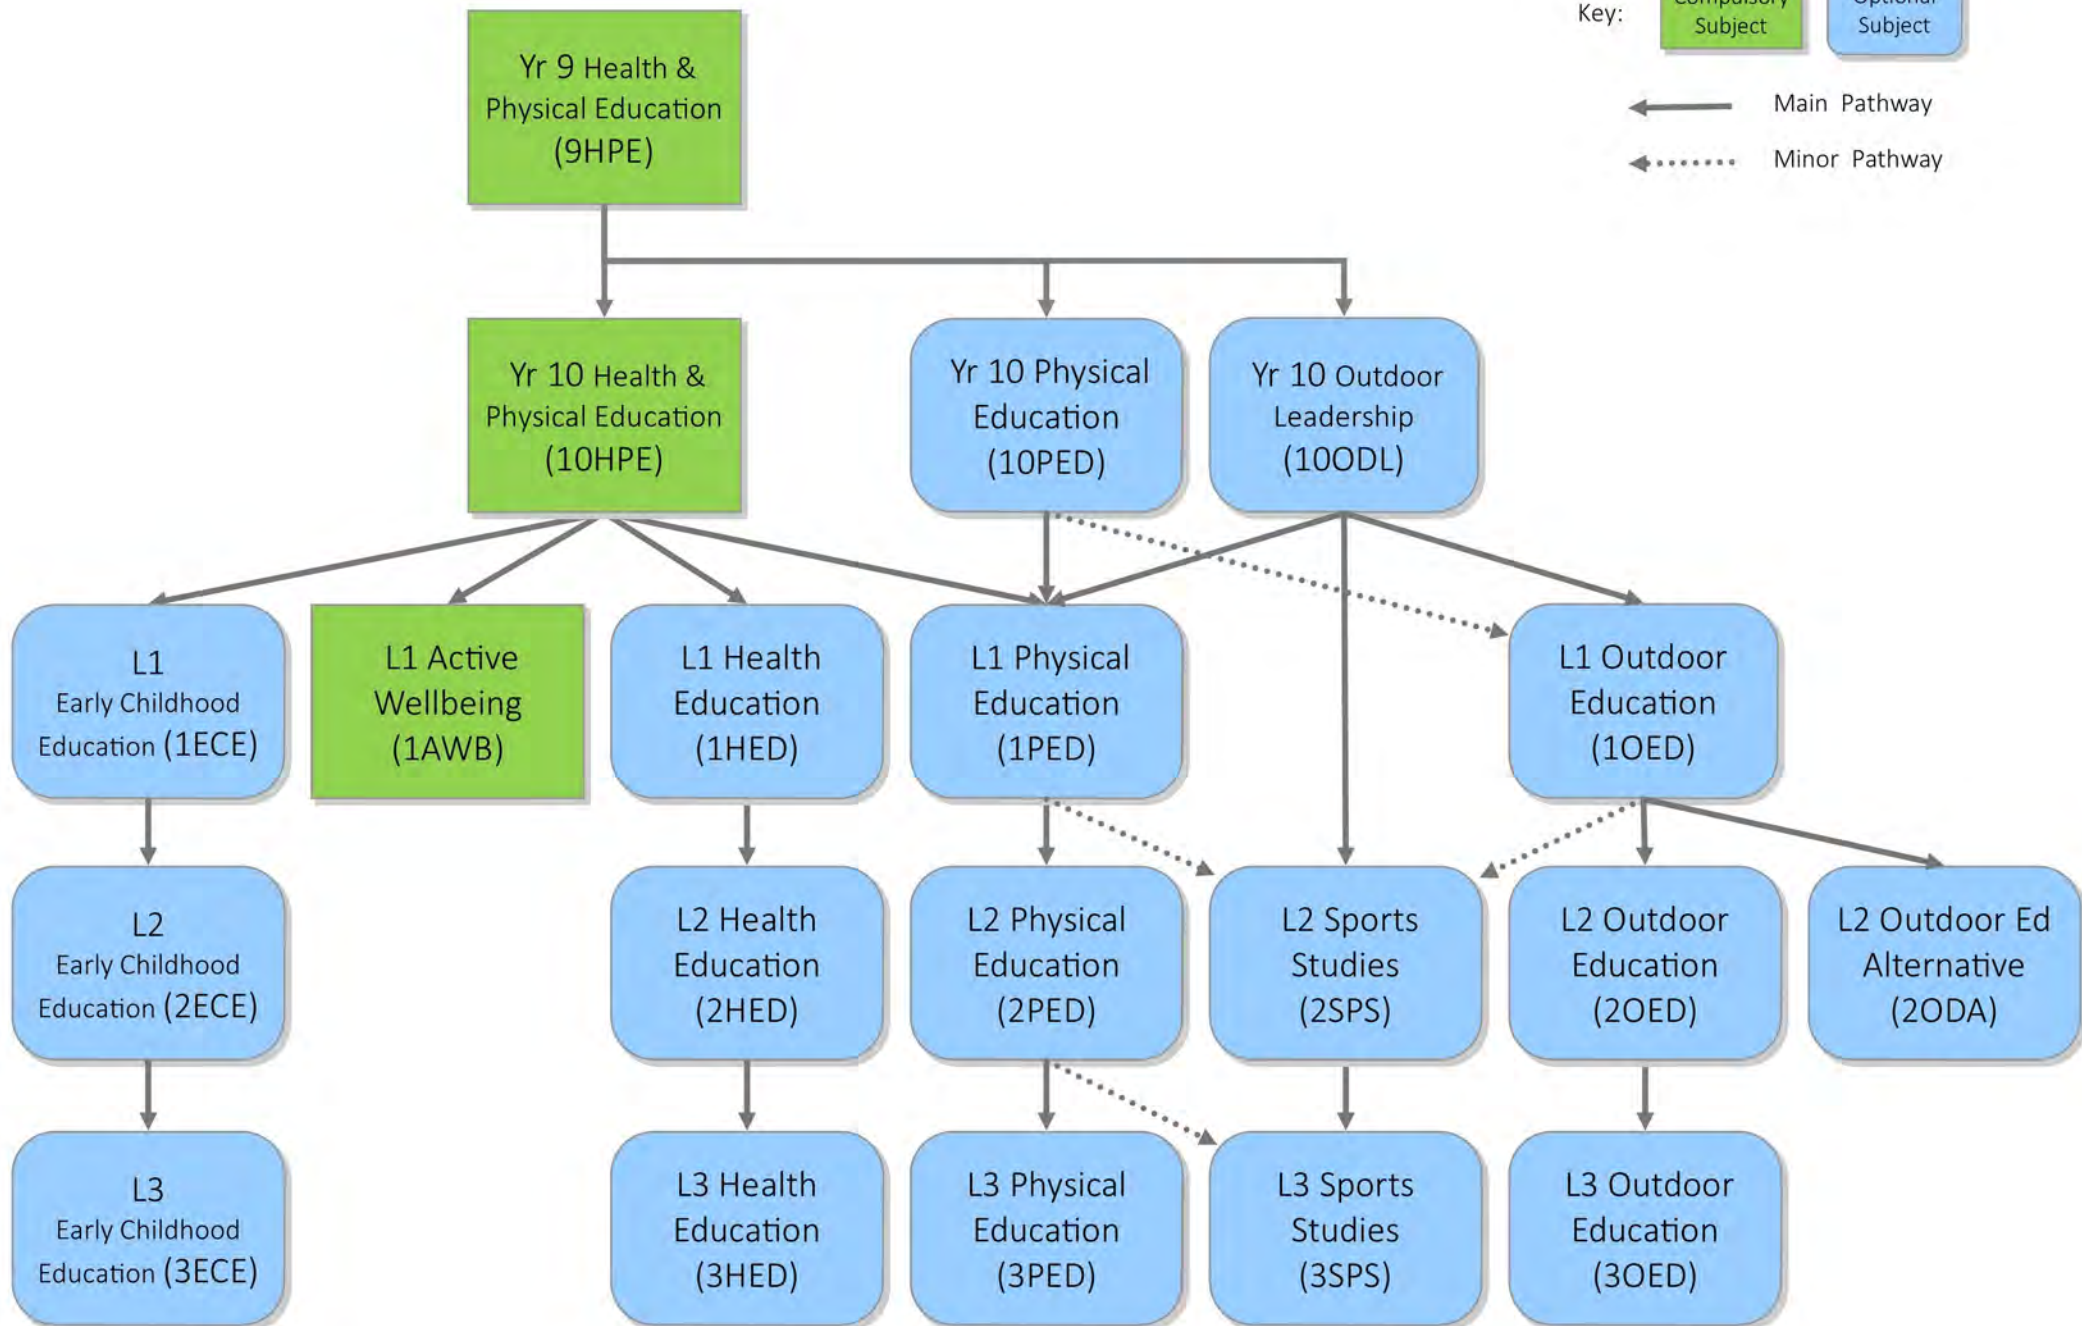 Key:
Compulsory
Subject
Optional
Subject
Main Pathway
Minor Pathway
Yr 9 Health &
Physical Education
(9HPE)
Yr 10 Health &
Physical Education
(10HPE)
Yr 10 Physical
Education
(10PED)
Yr 10 Outdoor
Leadership
(10ODL)
L1
Early Childhood
Education (1ECE)
L1 Active
Wellbeing
(1AWB)
L1 Health
Education
(1HED)
L1 Physical
Education
(1PED)
L1 Outdoor
Education
(1OED)
L2
Early Childhood
Education (2ECE)
L2 Health
Education
(2HED)
L2 Physical
Education
(2PED)
L2 Sports
Studies
(2SPS)
L2 Outdoor
Education
(2OED)
L2 Outdoor Ed
Alternative
(2ODA)
L3
Early Childhood
Education (3ECE)
L3 Health
Education
(3HED)
L3 Physical
Education
(3PED)
L3 Sports
Studies
(3SPS)
L3 Outdoor
Education
(3OED)